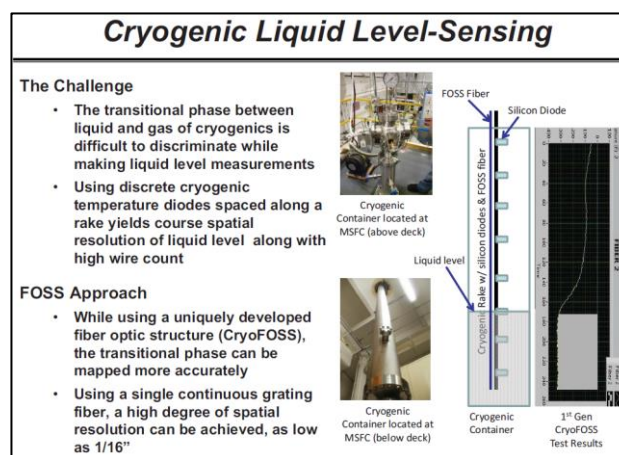 Cryogenic Liquid Level-Sensing
The Challenge
• The transitional phase between
liquid and gas of cryogenics is
difficult to discriminate while
making liquid level measurements
• Using discrete cryogenic
temperature diodes spaced along a
rake yields course spatial
resolution of liquid level along with
high wire count
FOSS Approach
• While using a uniquely developed
fiber optic structure (CryoFOSS),
the transitional phase can be
mapped more accurately
• Using a single continuous grating
fiber, a high degree of spatial
resolution can be achieved, as low
as 1/16”
Cryogenic
Container located at
MSFC (above deck)
Cryogenic
Container located at
MSFC (below deck)
FOSS Fiber
Silicon Diode
Liquid level
Rake w/ silicon diodes & FOSS fiber
Cryogenic
Cryogenic
Container
1st Gen
CryoFOSS
Test Results